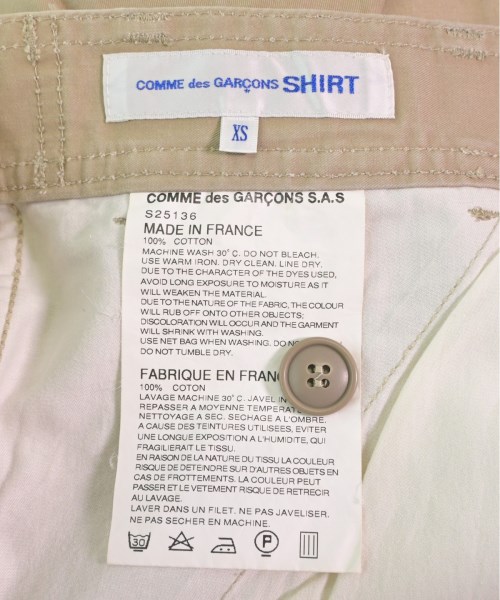 COMME des GARÇONS SHIRT
XS
COMME des GARÇONS S.A.S
S25136
MADE IN FRANCE
100% COTTON
MACHINE WASH 30˚C. DO NOT BLEACH.
USE WARM IRON. DRY CLEAN. LINE DRY.
DUE TO THE CHARACTER OF THE DYES USED,
AVOID LONG EXPOSURE TO MOISTURE AS IT
WILL WEAKEN THE MATERIAL.
DUE TO THE NATURE OF THE FABRIC, THE COLOUR
WILL RUB OFF ONTO OTHER OBJECTS;
DISCOLORATION WILL OCCUR AND THE GARMENT
WILL SHRINK WITH WASHING.
USE NET BAG WHEN WASHING. DO
DO NOT TUMBLE DRY.
FABRIQUE EN FRANC
100% COTON
LAVAGE MACHINE 30˚C. JAVEL IN
REPASSER A MOYENNE TEMPERAT
NETTOYAGE A SEC. SECHAGE A L'OMBRE.
A CAUSE DES TEINTURES UTILISEES, EVITER
UNE LONGUE EXPOSITION A L'HUMIDITE, QUI
FRAGILIERAIT LE TISSU.
EN RAISON DE LA NATURE DU TISSU LA COULEUR
RISQUE DE DETEINDRE SUR D'AUTRES OBJETS EN
CAS DE FROTTEMENTS. LA COULEUR PEUT
PASSER ET LE VETEMENT RISQUE DE RETRECIR
AU LAVAGE.
LAVER DANS UN FILET. NE PAS JAVELISER.
NE PAS SECHER EN MACHINE.
30 P